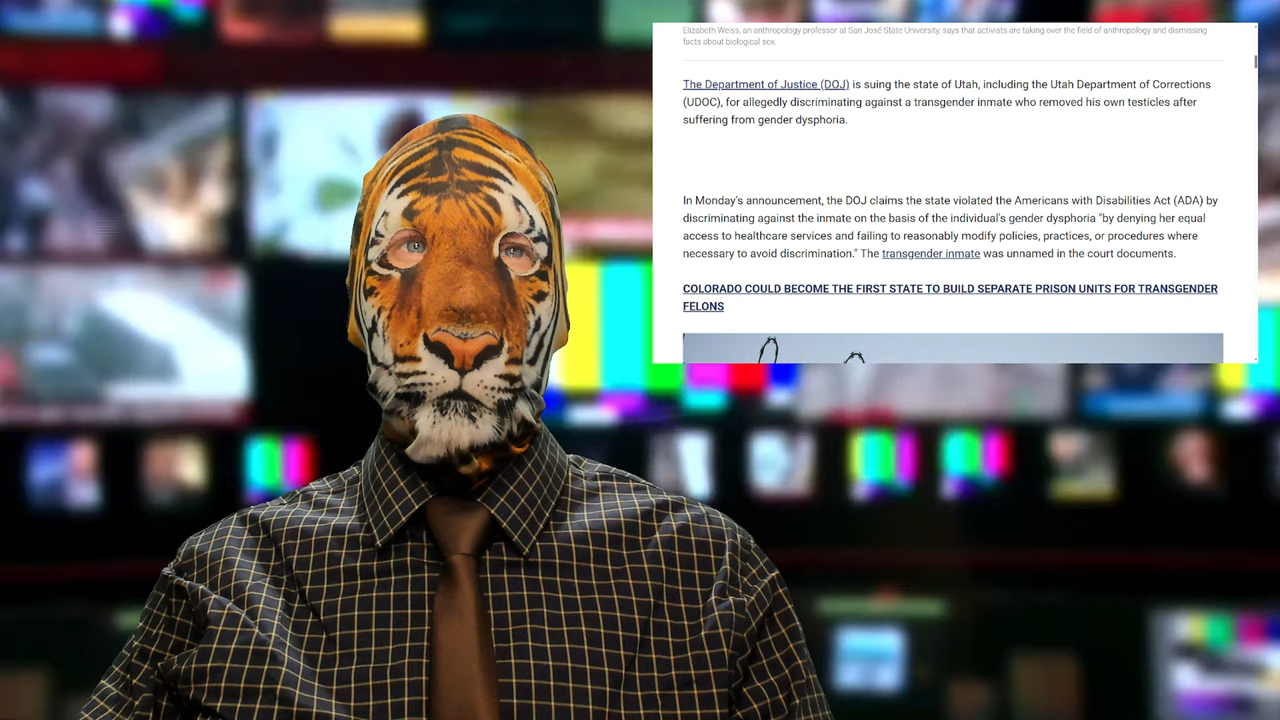 Elizabeth Weiss, an anthropology professor at San José State University, says that activists are taking over the field of anthropology and dismissing
facts about biological sex.
The Department of Justice (DOJ) is suing the state of Utah, including the Utah Department of Corrections
(UDOC), for allegedly discriminating against a transgender inmate who removed his own testicles after
suffering from gender dysphoria.
In Monday's announcement, the DOJ claims the state violated the Americans with Disabilities Act (ADA) by
discriminating against the inmate on the basis of the individual's gender dysphoria "by denying her equal
access to healthcare services and failing to reasonably modify policies, practices, or procedures where
necessary to avoid discrimination." The transgender inmate was unnamed in the court documents.
COLORADO COULD BECOME THE FIRST STATE TO BUILD SEPARATE PRISON UNITS FOR TRANSGENDER
FELONS